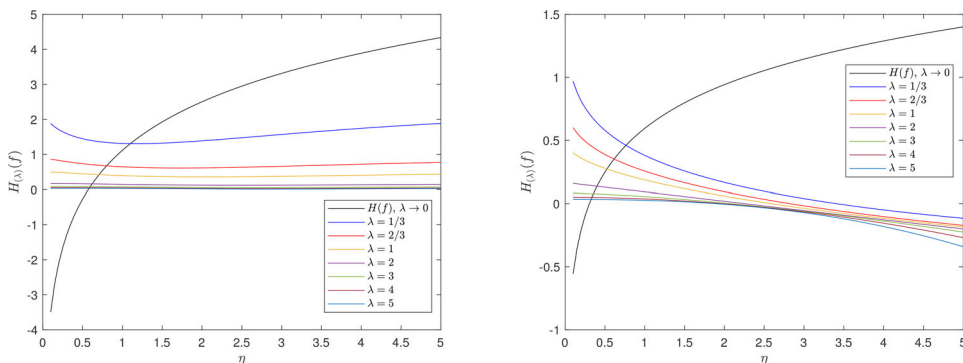 5
4
3
2
1
0
-1
-2
-3
-4
H(λ)(f)
0 0.5 1 1.5 2 2.5 3 3.5 4 4.5 5
η
H(f), λ → 0
λ = 1/3
λ = 2/3
λ = 1
λ = 2
λ = 3
λ = 4
λ = 5
1.5
1
0.5
0
-0.5
-1
H(λ)(f)
0 0.5 1 1.5 2 2.5 3 3.5 4 4.5 5
η
H(f), λ → 0
λ = 1/3
λ = 2/3
λ = 1
λ = 2
λ = 3
λ = 4
λ = 5